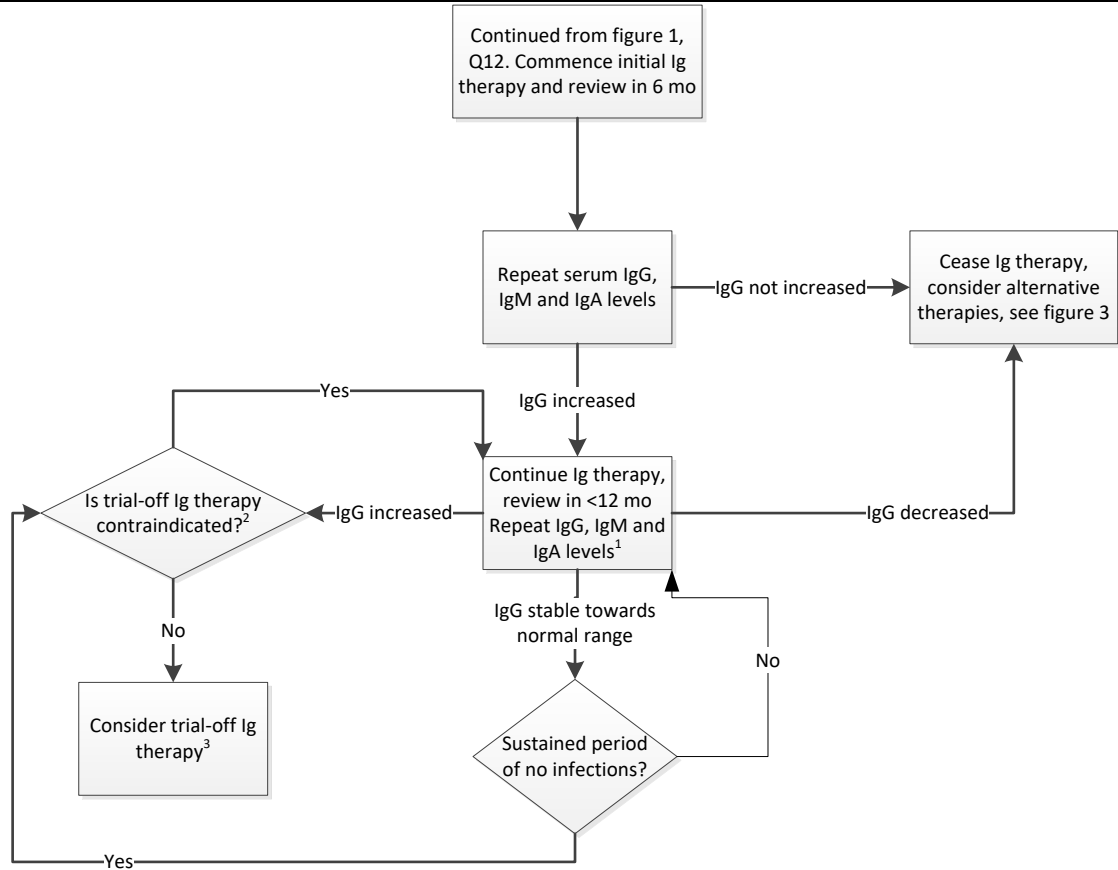 Continued from figure 1,
Q12. Commence initial Ig
therapy and review in 6 mo
Repeat serum IgG,
IgM and IgA levels
IgG not increased
Cease Ig therapy,
consider alternative
therapies, see figure 3
Yes
IgG increased
Is trial-off Ig therapy
contraindicated?²
IgG increased
Continue Ig therapy,
review in <12 mo
Repeat IgG, IgM and
IgA levels¹
IgG decreased
No
IgG stable towards
normal range
No
Consider trial-off Ig
therapy³
Sustained period
of no infections?
Yes